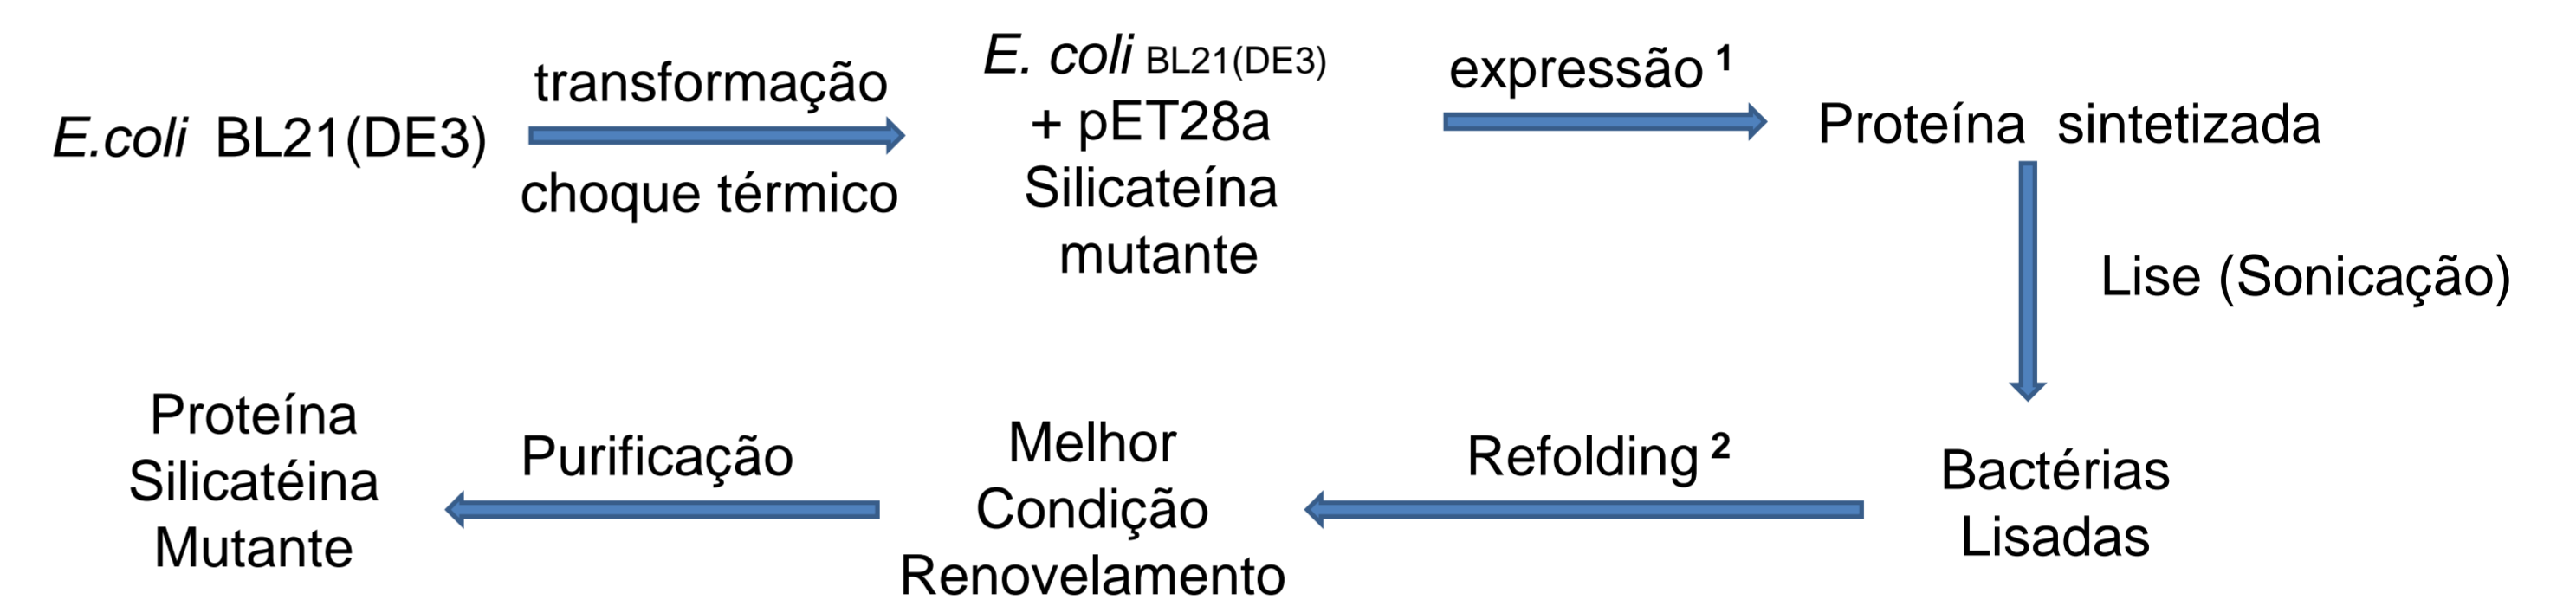 E.coli BL21(DE3)
transformação
choque térmico
E. coli BL21(DE3)
+ pET28a
Silicateína
mutante
expressão 1
Proteína sintetizada
Lise (Sonicação)
Bactérias
Lisadas
Refolding 2
Melhor
Condição
Renovelamento
Purificação
Proteína
Silicatéina
Mutante